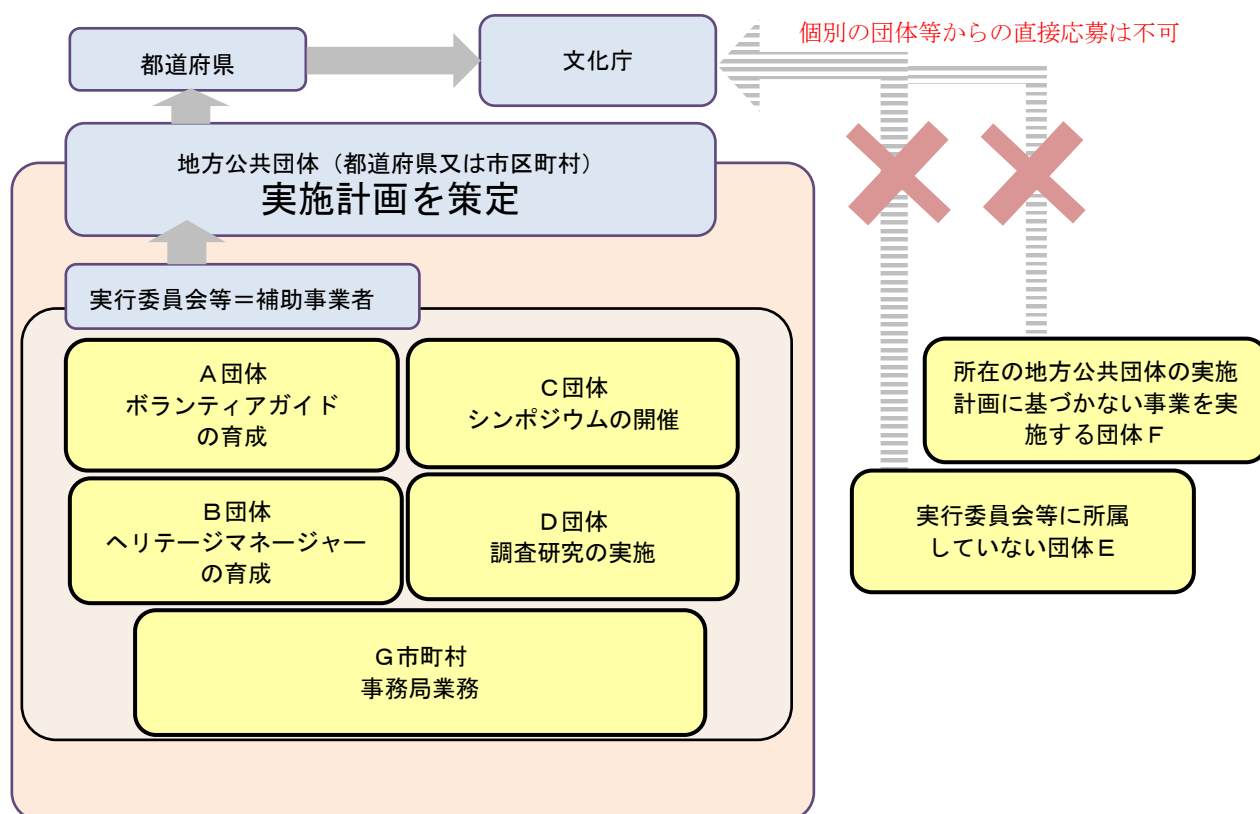 個別の団体等からの直接応募は不可
都道府県
文化庁
地方公共団体（都道府県又は市区町村）
実施計画を策定
実行委員会等＝補助事業者
Ａ団体
ボランティアガイド
の育成
Ｃ団体
シンポジウムの開催
Ｂ団体
ヘリテージマネージャー
の育成
Ｄ団体
調査研究の実施
Ｇ市町村
事務局業務
所在の地方公共団体の実施
計画に基づかない事業を実
施する団体Ｆ
実行委員会等に所属
していない団体Ｅ